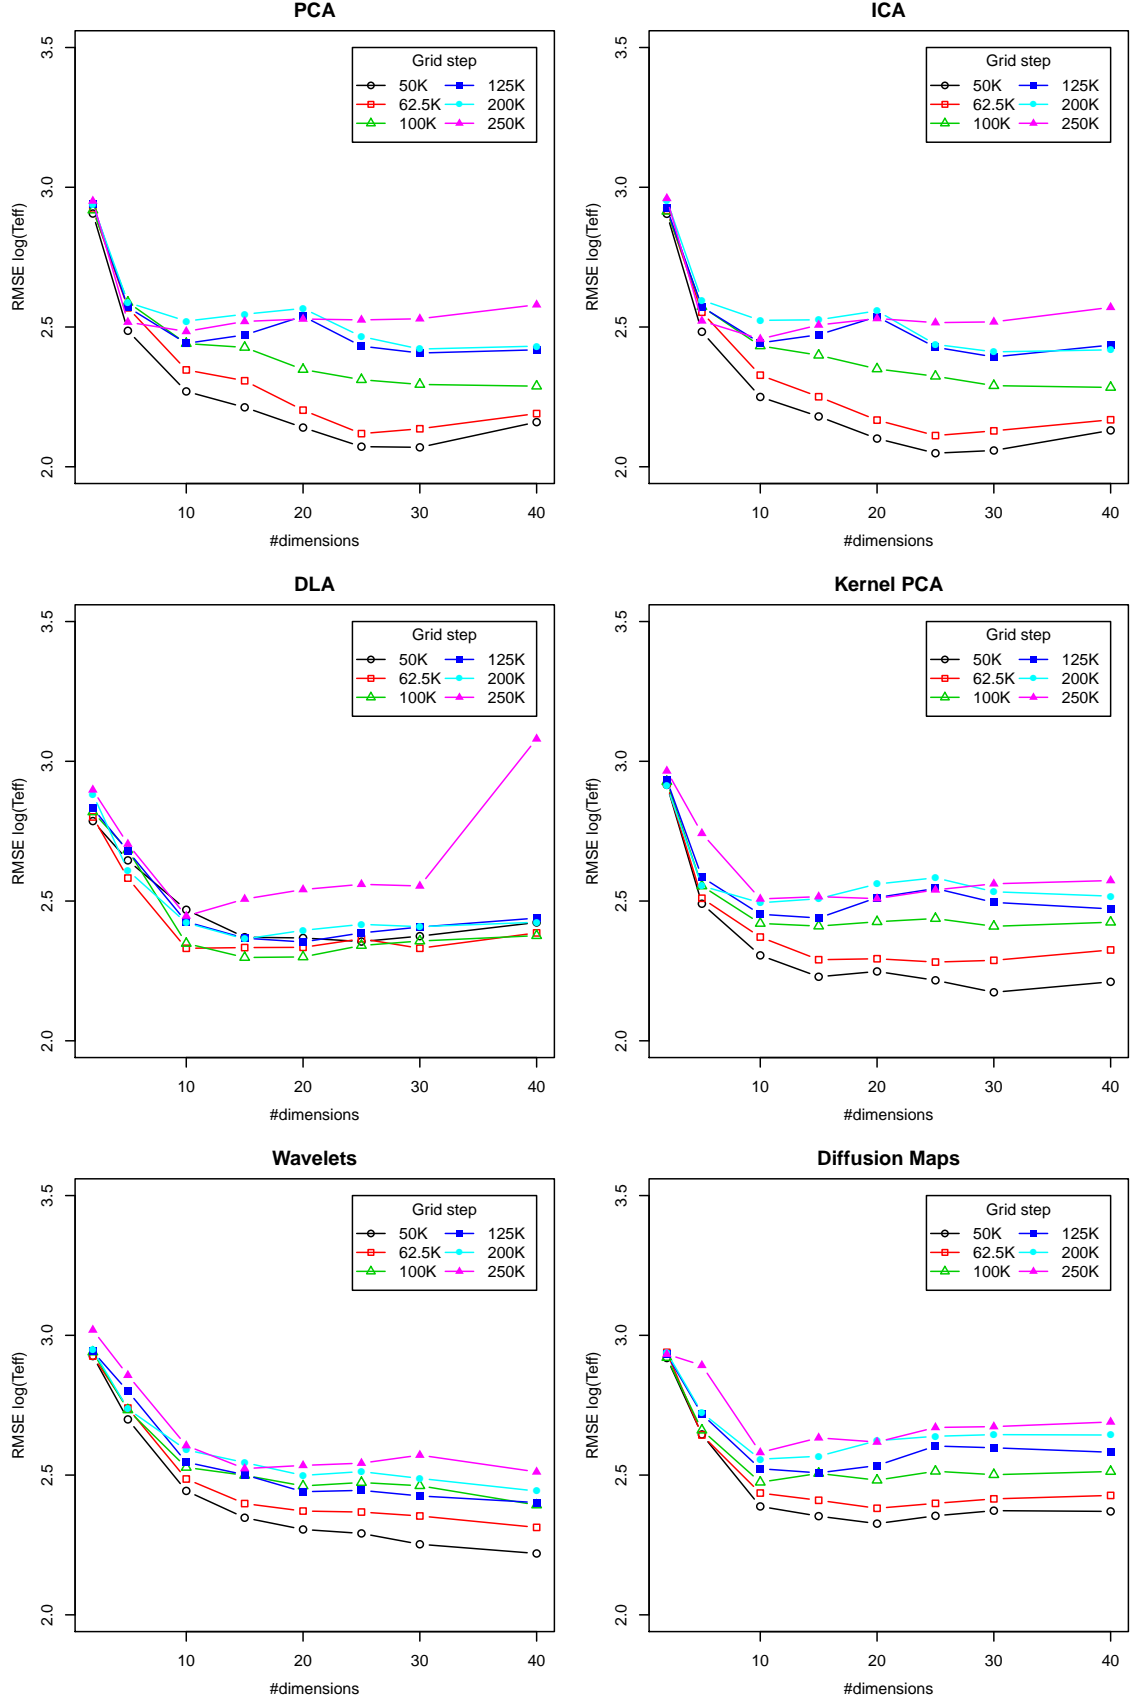 PCA
3.5
3.0
2.5
2.0
RMSE log(Teff)
Grid step
50K 125K
62.5K 200K
100K 250K
10 20 30 40
#dimensions
ICA
3.5
3.0
2.5
2.0
RMSE log(Teff)
Grid step
50K 125K
62.5K 200K
100K 250K
10 20 30 40
#dimensions
DLA
3.5
3.0
2.5
2.0
RMSE log(Teff)
Grid step
50K 125K
62.5K 200K
100K 250K
10 20 30 40
#dimensions
Kernel PCA
3.5
3.0
2.5
2.0
RMSE log(Teff)
Grid step
50K 125K
62.5K 200K
100K 250K
10 20 30 40
#dimensions
Wavelets
3.5
3.0
2.5
2.0
RMSE log(Teff)
Grid step
50K 125K
62.5K 200K
100K 250K
10 20 30 40
#dimensions
Diffusion Maps
3.5
3.0
2.5
2.0
RMSE log(Teff)
Grid step
50K 125K
62.5K 200K
100K 250K
10 20 30 40
#dimensions